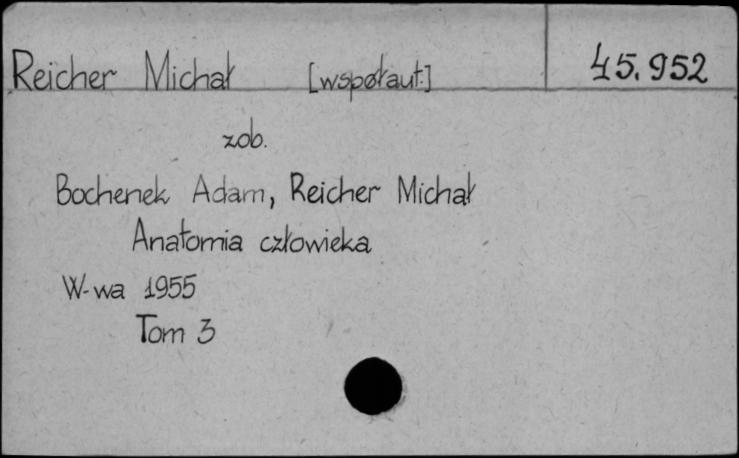 Reicher Michał [współaut.] 45.952
zob.
Bochenek Adam, Reicher Michał
Anatomia człowieka
W-wa 1955
Tom 3